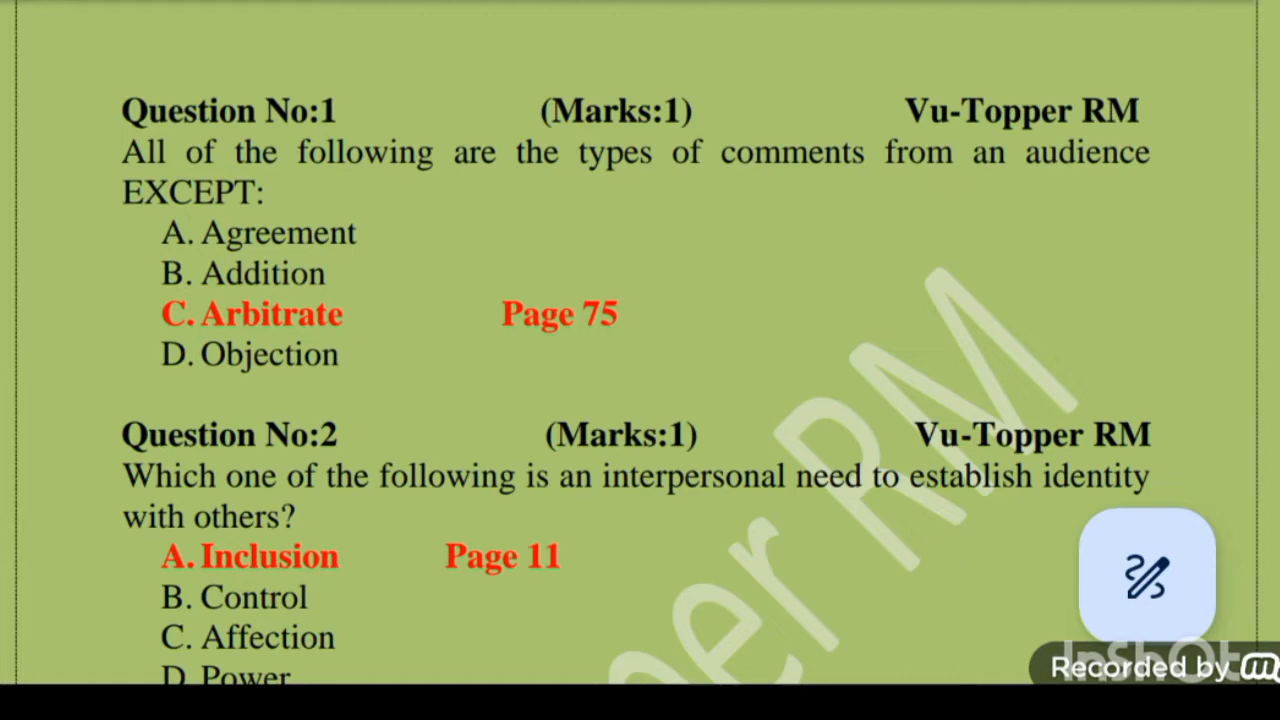 Question No:1 (Marks:1) Vu-Topper RM
All of the following are the types of comments from an audience
EXCEPT:
A. Agreement
B. Addition
C. Arbitrate Page 75
D. Objection
Question No:2 (Marks:1) Vu-Topper RM
Which one of the following is an interpersonal need to establish identity
with others?
A. Inclusion Page 11
B. Control
C. Affection
D. Power
per RM
InShOt
Recorded by